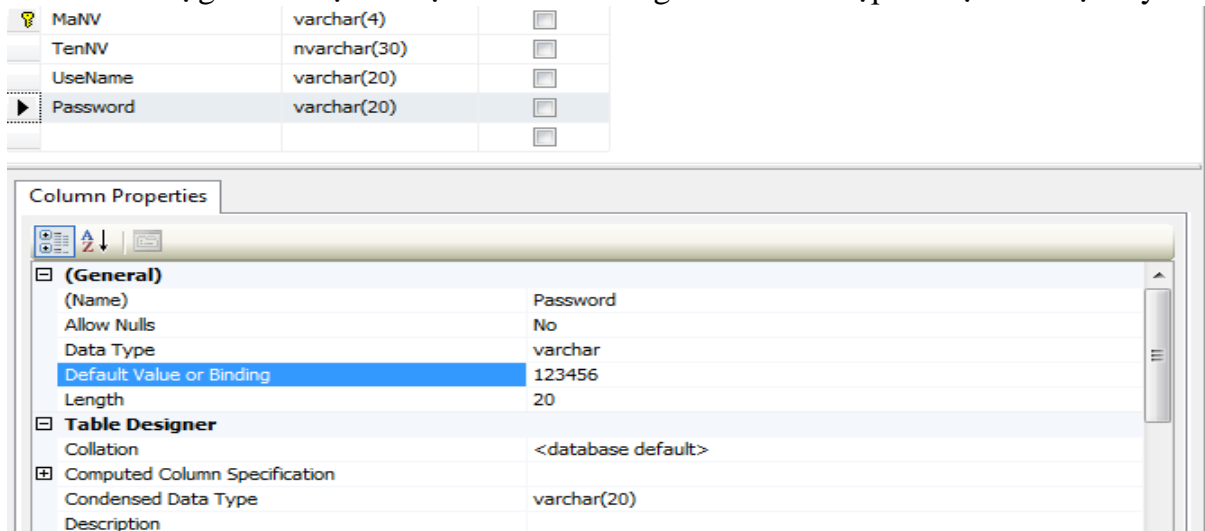 MaNV varchar(4)
TenNV nvarchar(30)
UseName varchar(20)
Password varchar(20)
Column Properties
(General)
(Name) Password
Allow Nulls No
Data Type varchar
Default Value or Binding 123456
Length 20
Table Designer
Collation <database default>
Computed Column Specification
Condensed Data Type varchar(20)
Description